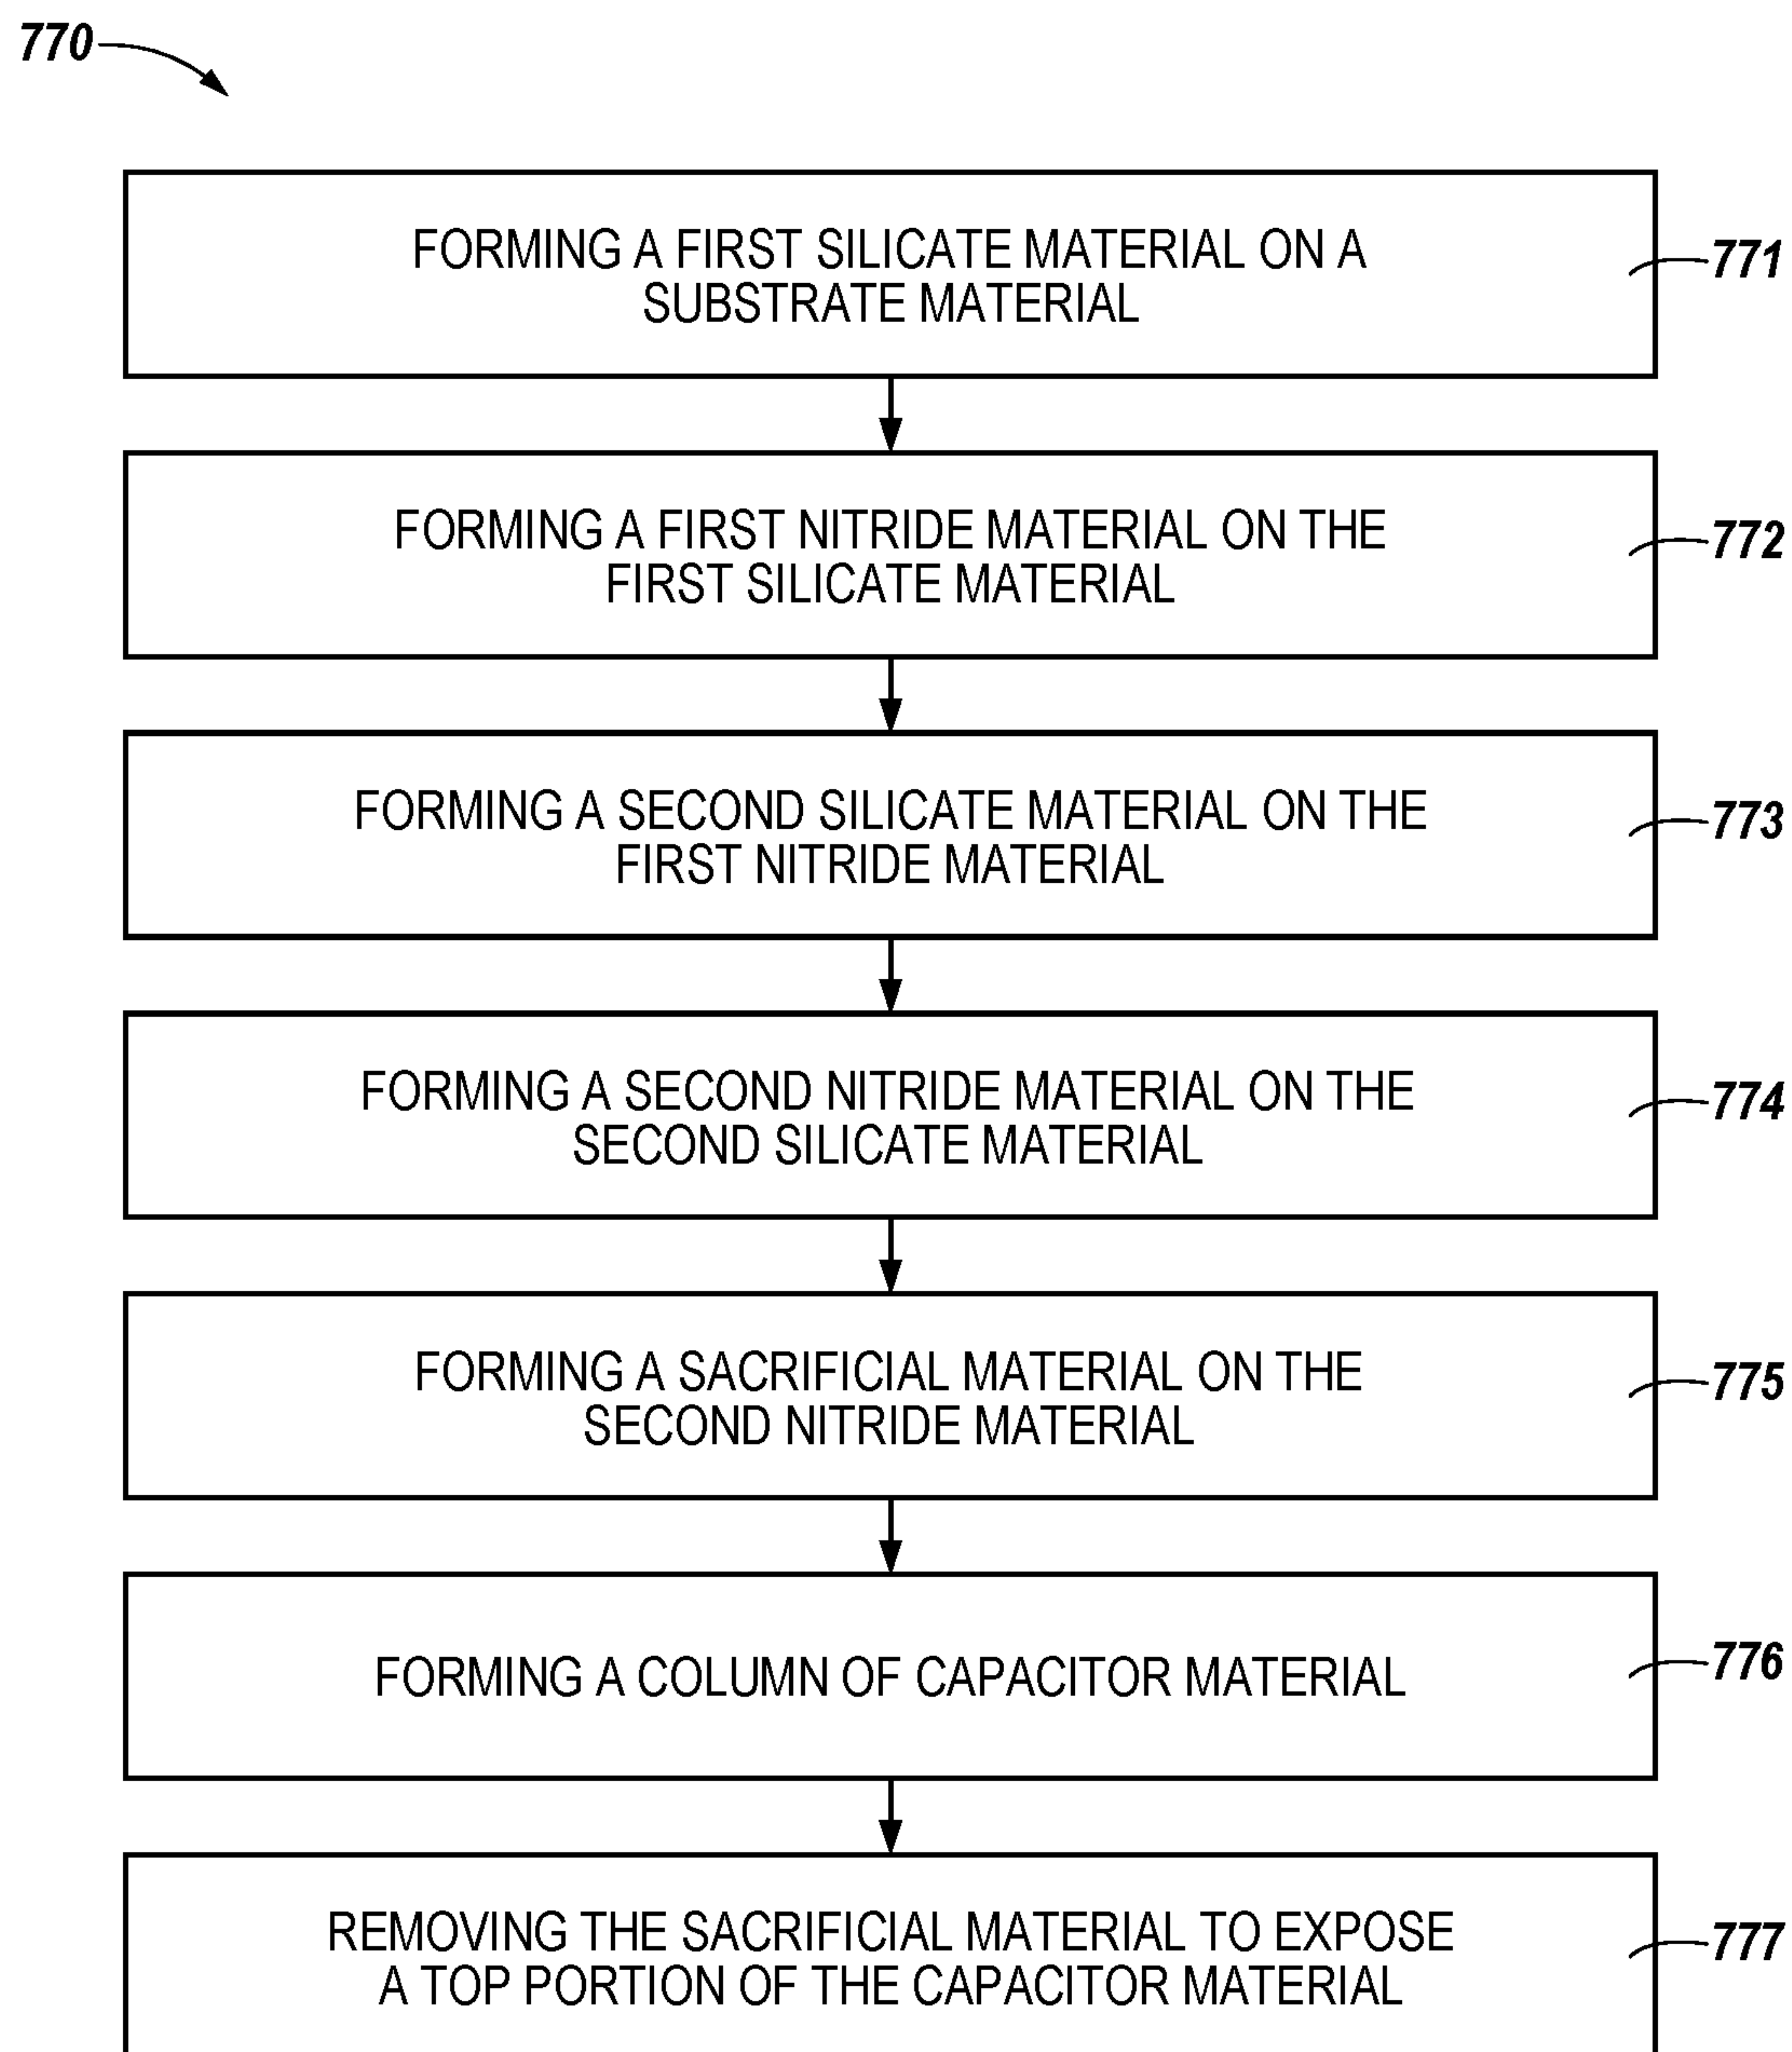 770
FORMING A FIRST SILICATE MATERIAL ON A
SUBSTRATE MATERIAL
771
FORMING A FIRST NITRIDE MATERIAL ON THE
FIRST SILICATE MATERIAL
772
FORMING A SECOND SILICATE MATERIAL ON THE
FIRST NITRIDE MATERIAL
773
FORMING A SECOND NITRIDE MATERIAL ON THE
SECOND SILICATE MATERIAL
774
FORMING A SACRIFICIAL MATERIAL ON THE
SECOND NITRIDE MATERIAL
775
FORMING A COLUMN OF CAPACITOR MATERIAL
776
REMOVING THE SACRIFICIAL MATERIAL TO EXPOSE
A TOP PORTION OF THE CAPACITOR MATERIAL
777